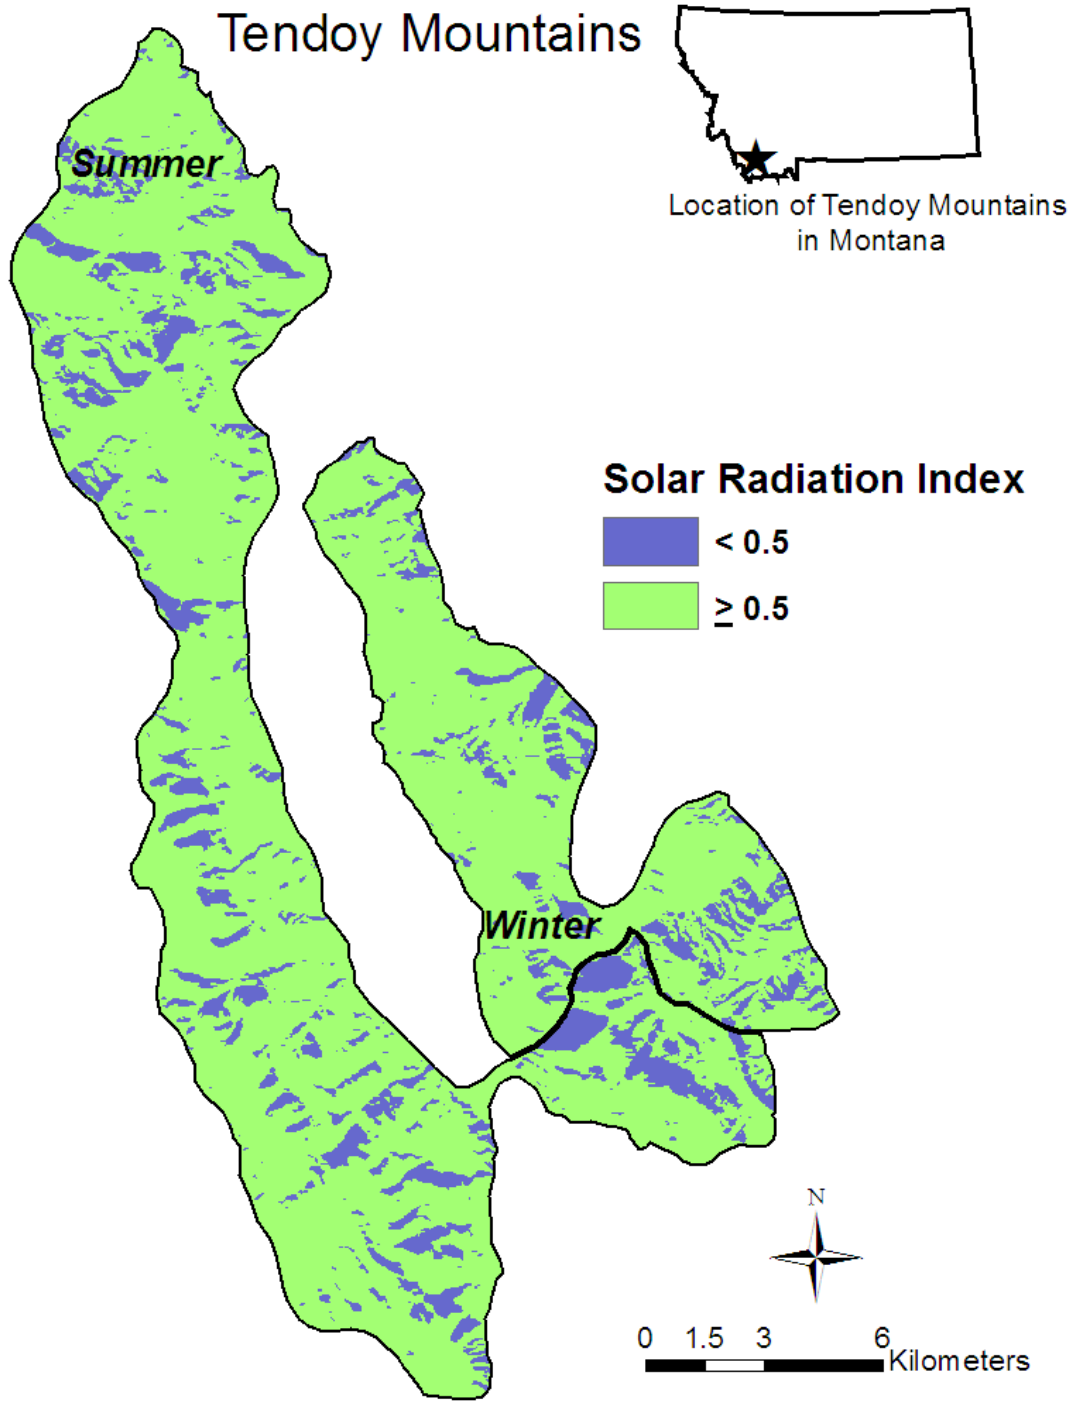 Tendoy Mountains
Summer
Location of Tendoy Mountains
in Montana
Solar Radiation Index
< 0.5
≥ 0.5
Winter
N
0 1.5 3 6
Kilometers